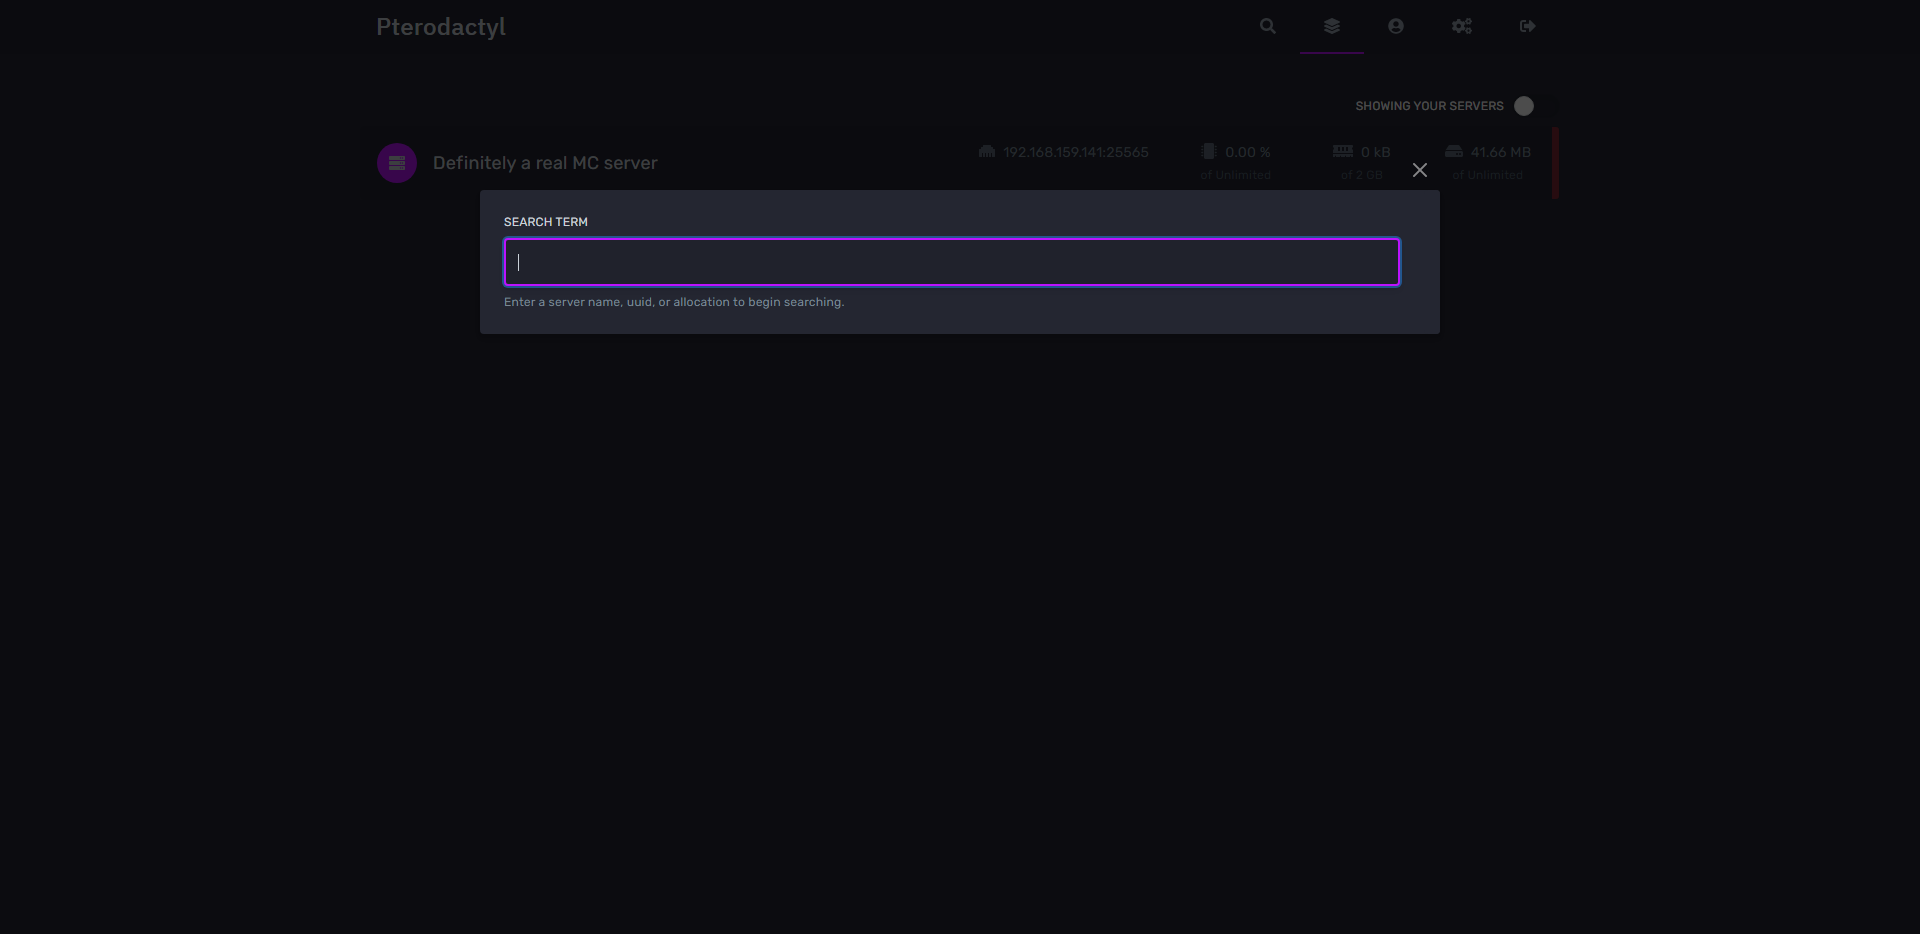 Pterodactyl
SHOWING YOUR SERVERS
Definitely a real MC server
192.168.159.141:25565
0.00 %
of Unlimited
0 kB
of 2 GB
41.66 MB
of Unlimited
SEARCH TERM
Enter a server name, uuid, or allocation to begin searching.